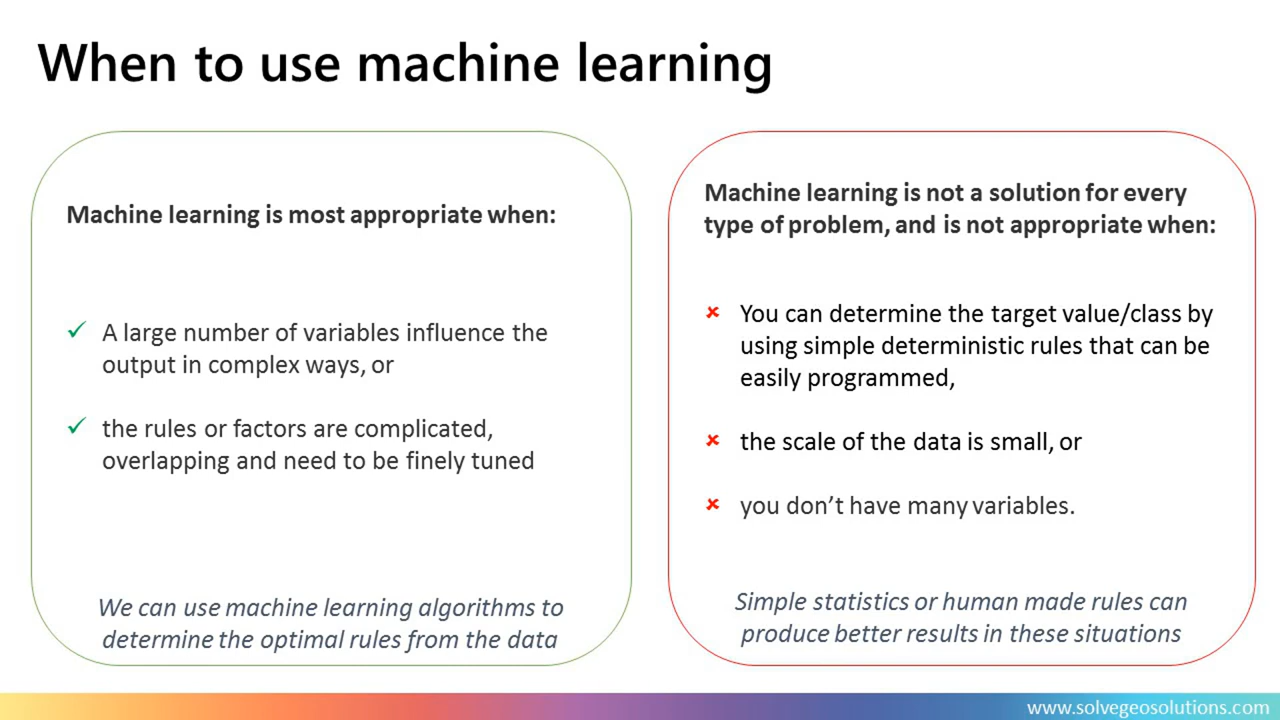 When to use machine learning
Machine learning is most appropriate when:
A large number of variables influence the
output in complex ways, or
the rules or factors are complicated,
overlapping and need to be finely tuned
We can use machine learning algorithms to
determine the optimal rules from the data
Machine learning is not a solution for every
type of problem, and is not appropriate when:
You can determine the target value/class by
using simple deterministic rules that can be
easily programmed,
the scale of the data is small, or
you don’t have many variables.
Simple statistics or human made rules can
produce better results in these situations
www.solvegeosolutions.com